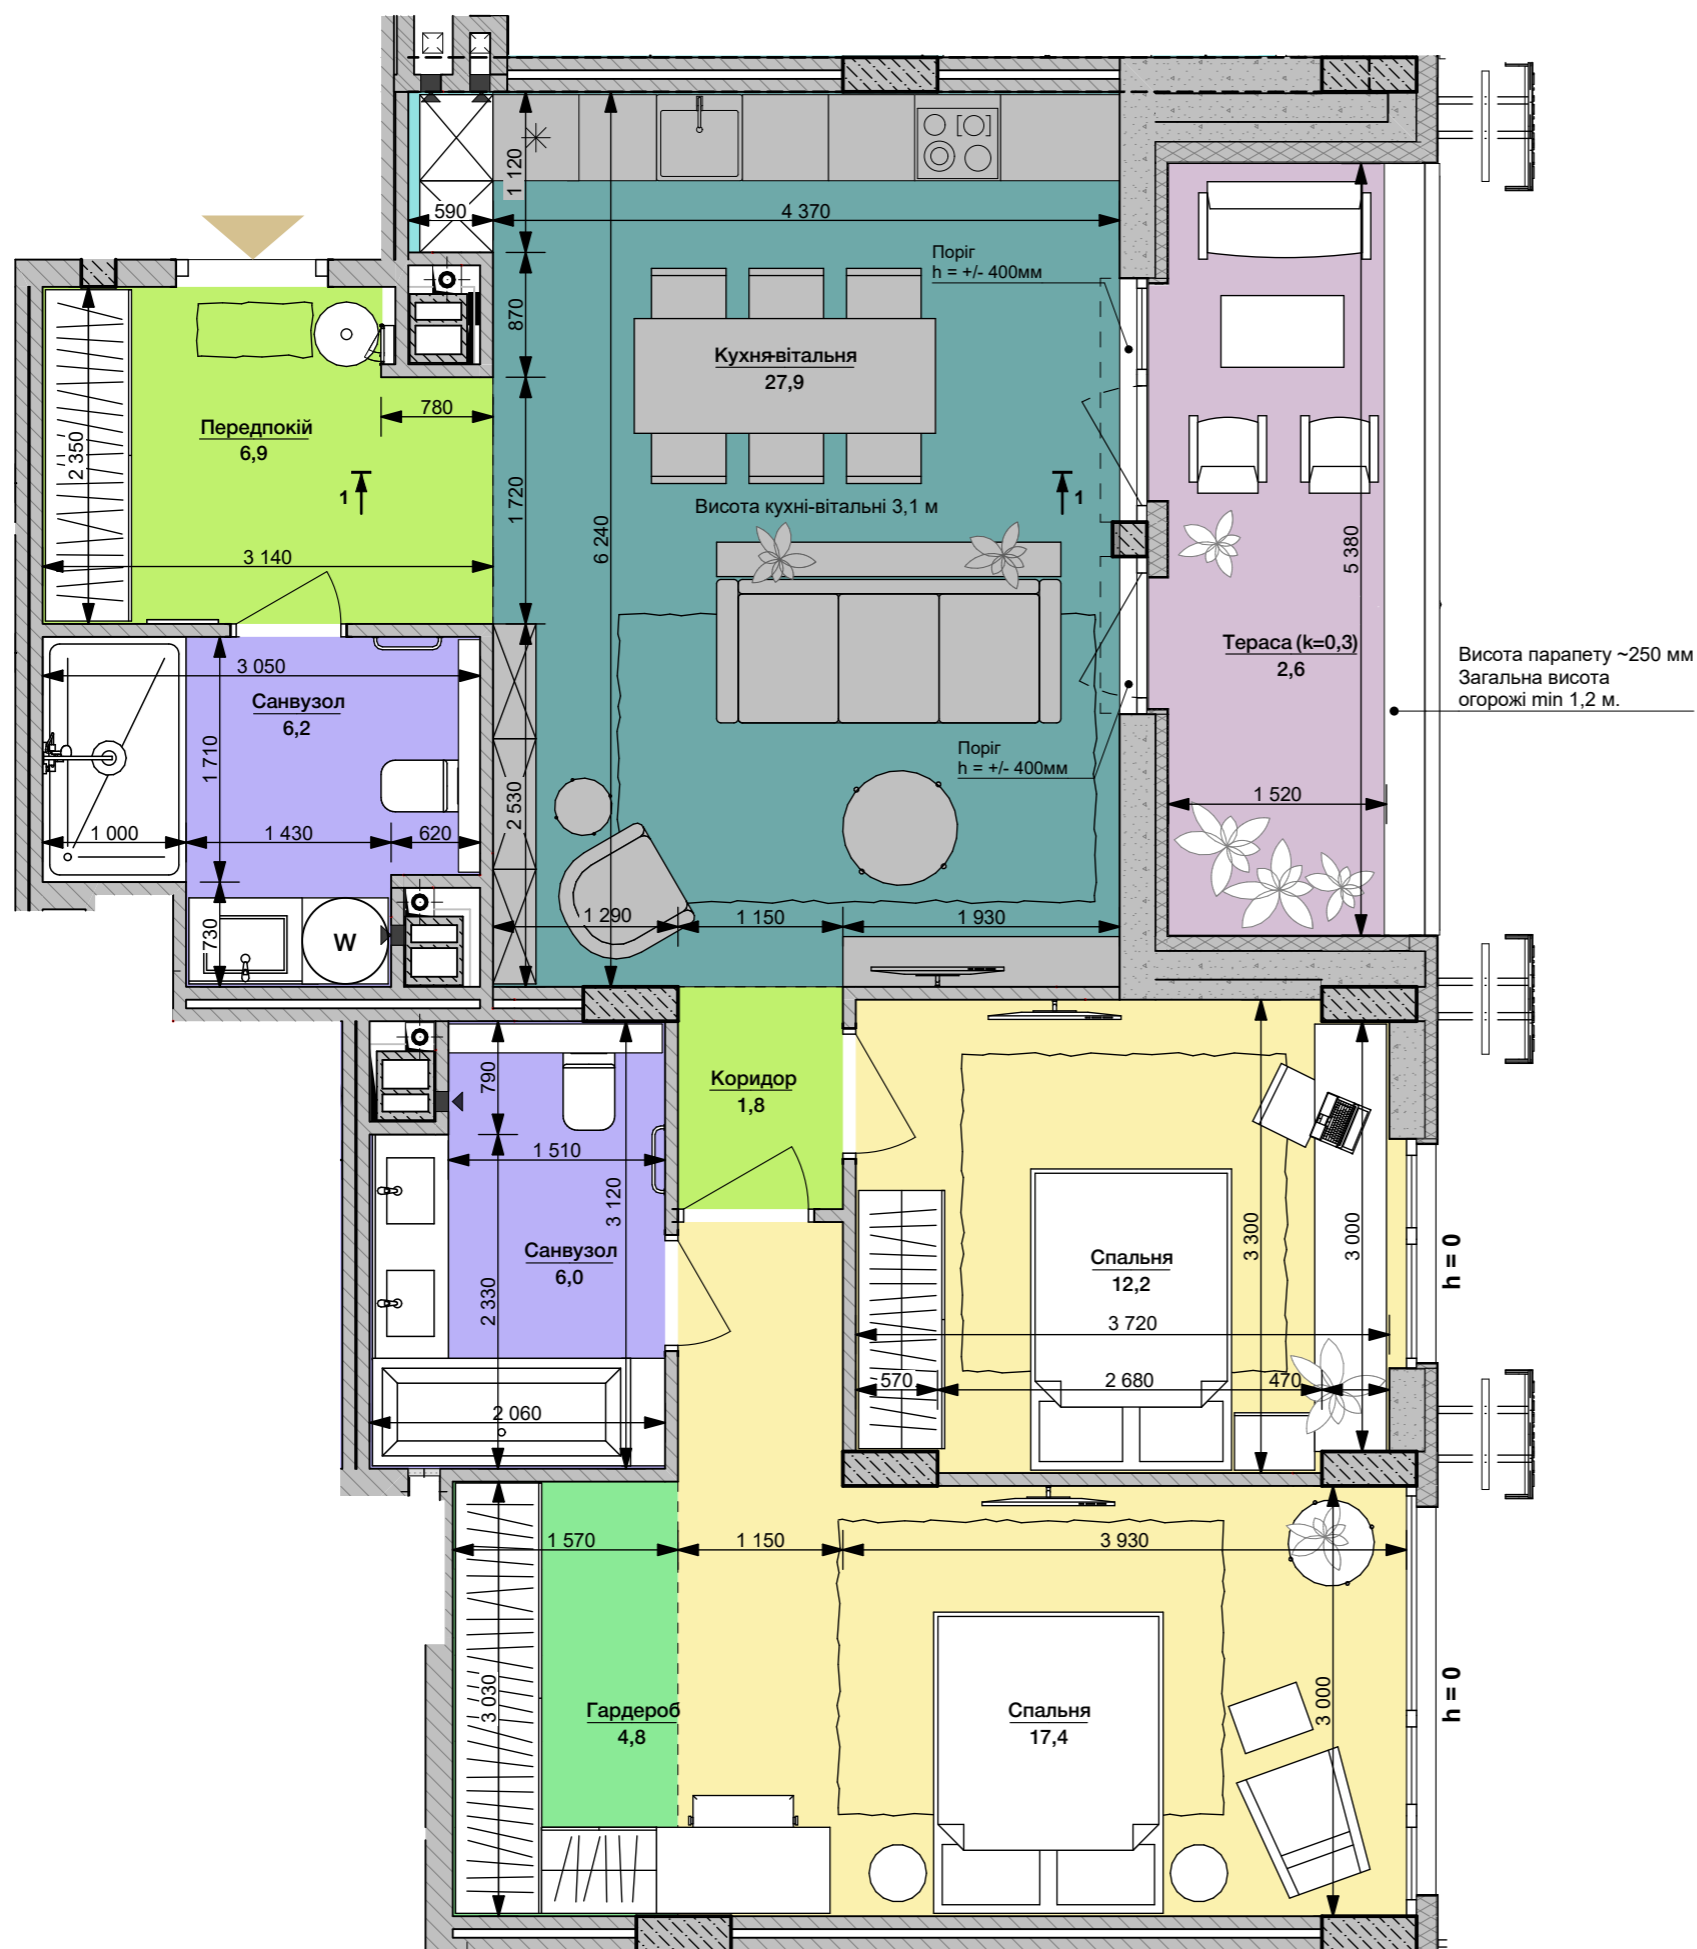 1 120
590
4 370
Поріг
h = +/- 400мм
870
Кухня-вітальня
27,9
780
Передпокій
6,9
2 350
1
1 720
1
Висота кухні-вітальні 3,1 м
6 240
3 140
5 380
Тераса (k=0,3)
2,6
Висота парапету ~250 мм
Загальна висота
огорожі min 1,2 м.
3 050
Санвузол
6,2
1 710
Поріг
h = +/- 400мм
2 530
1 520
1 000
1 430
620
730
W
1 290
1 150
1 930
790
Коридор
1,8
1 510
3 120
Санвузол
6,0
2 330
3 300
3 000
Спальня
12,2
h = 0
3 720
570
2 680
470
2 060
1 570
1 150
3 930
3 030
Гардероб
4,8
Спальня
17,4
3 000
h = 0